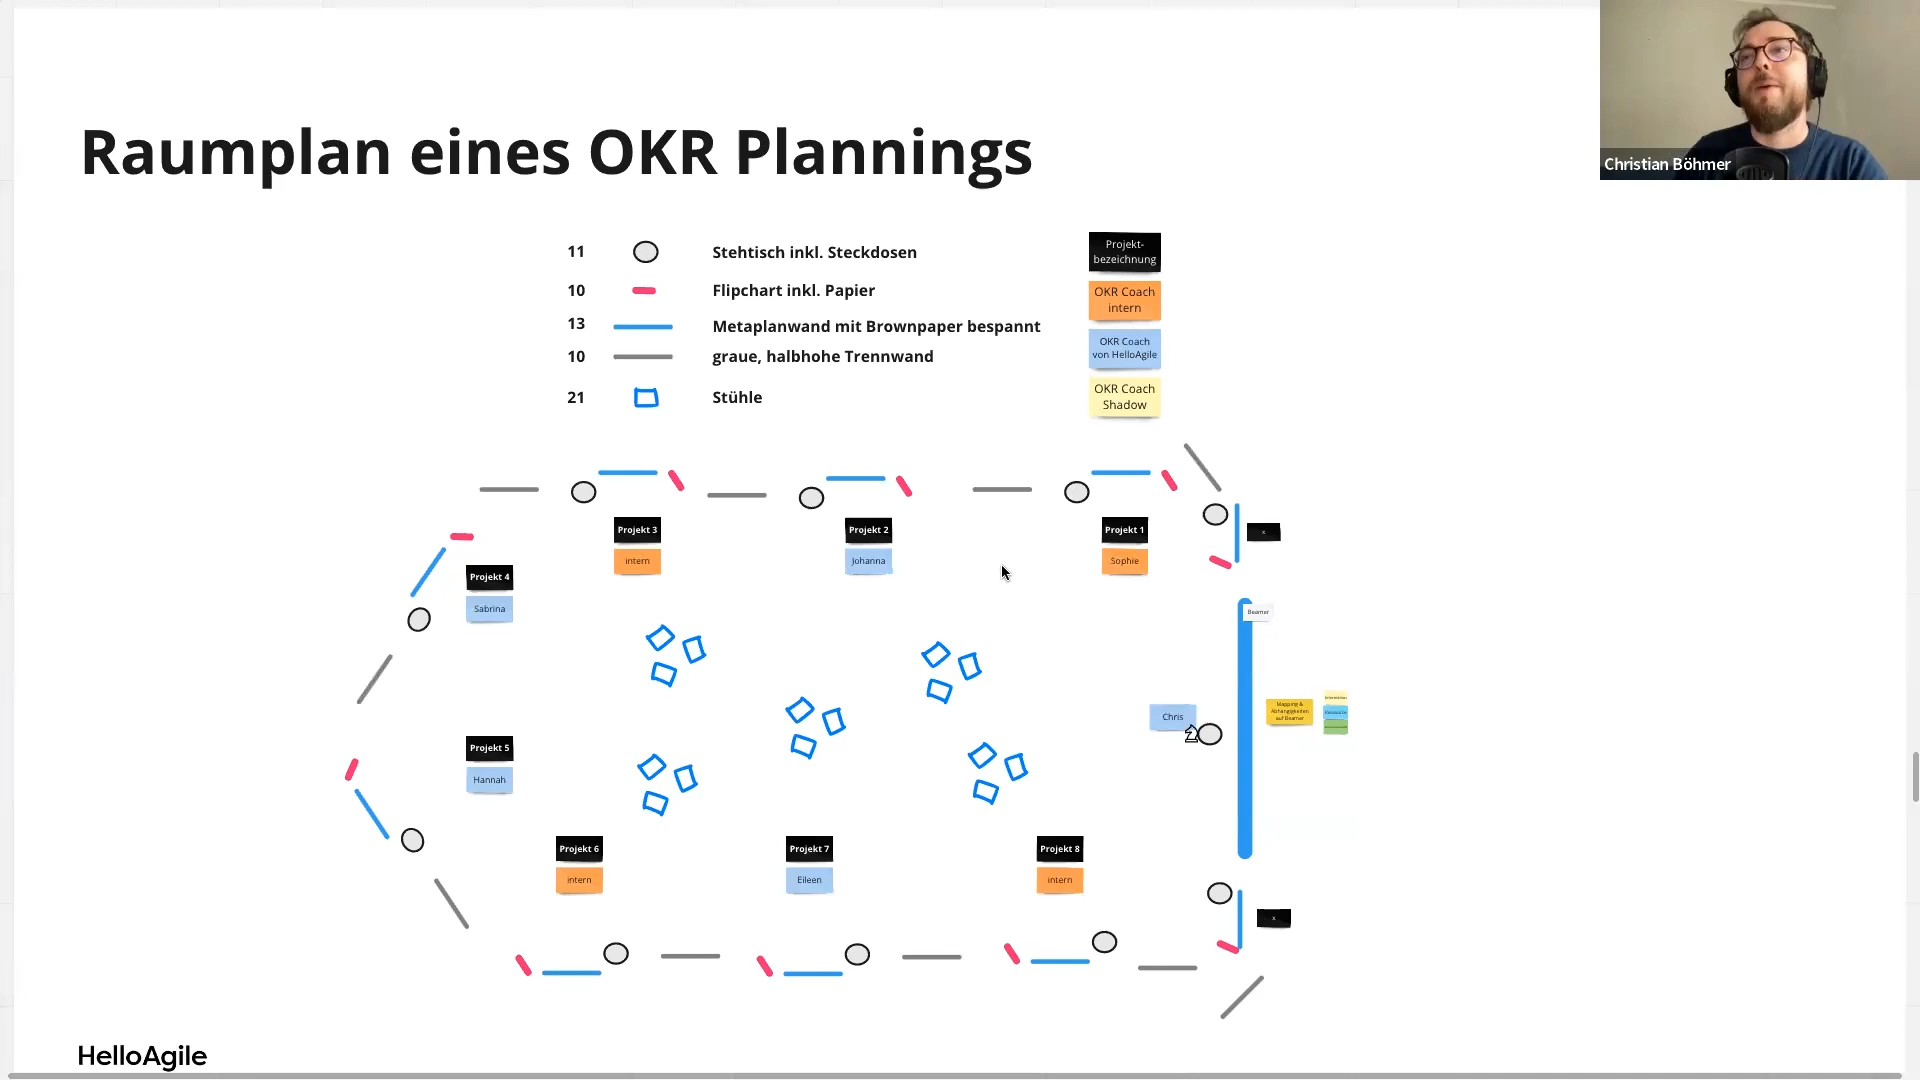 Christian Böhmer
Raumplan eines OKR Plannings
11 Stehtisch inkl. Steckdosen
10 Flipchart inkl. Papier
13 Metaplanwand mit Brownpaper bespannt
10 graue, halbhohe Trennwand
21 Stühle
Projekt-
bezeichnung
OKR Coach
intern
OKR Coach
von HelloAgile
OKR Coach
Shadow
Projekt 3
intern
Projekt 2
Johanna
Projekt 1
Sophie
x
Projekt 4
Sabrina
Beamer
Chris
Mapping &
Abhängigkeiten
auf Beamer
Projekt 5
Hannah
Projekt 6
intern
Projekt 7
Eileen
Projekt 8
intern
x
HelloAgile